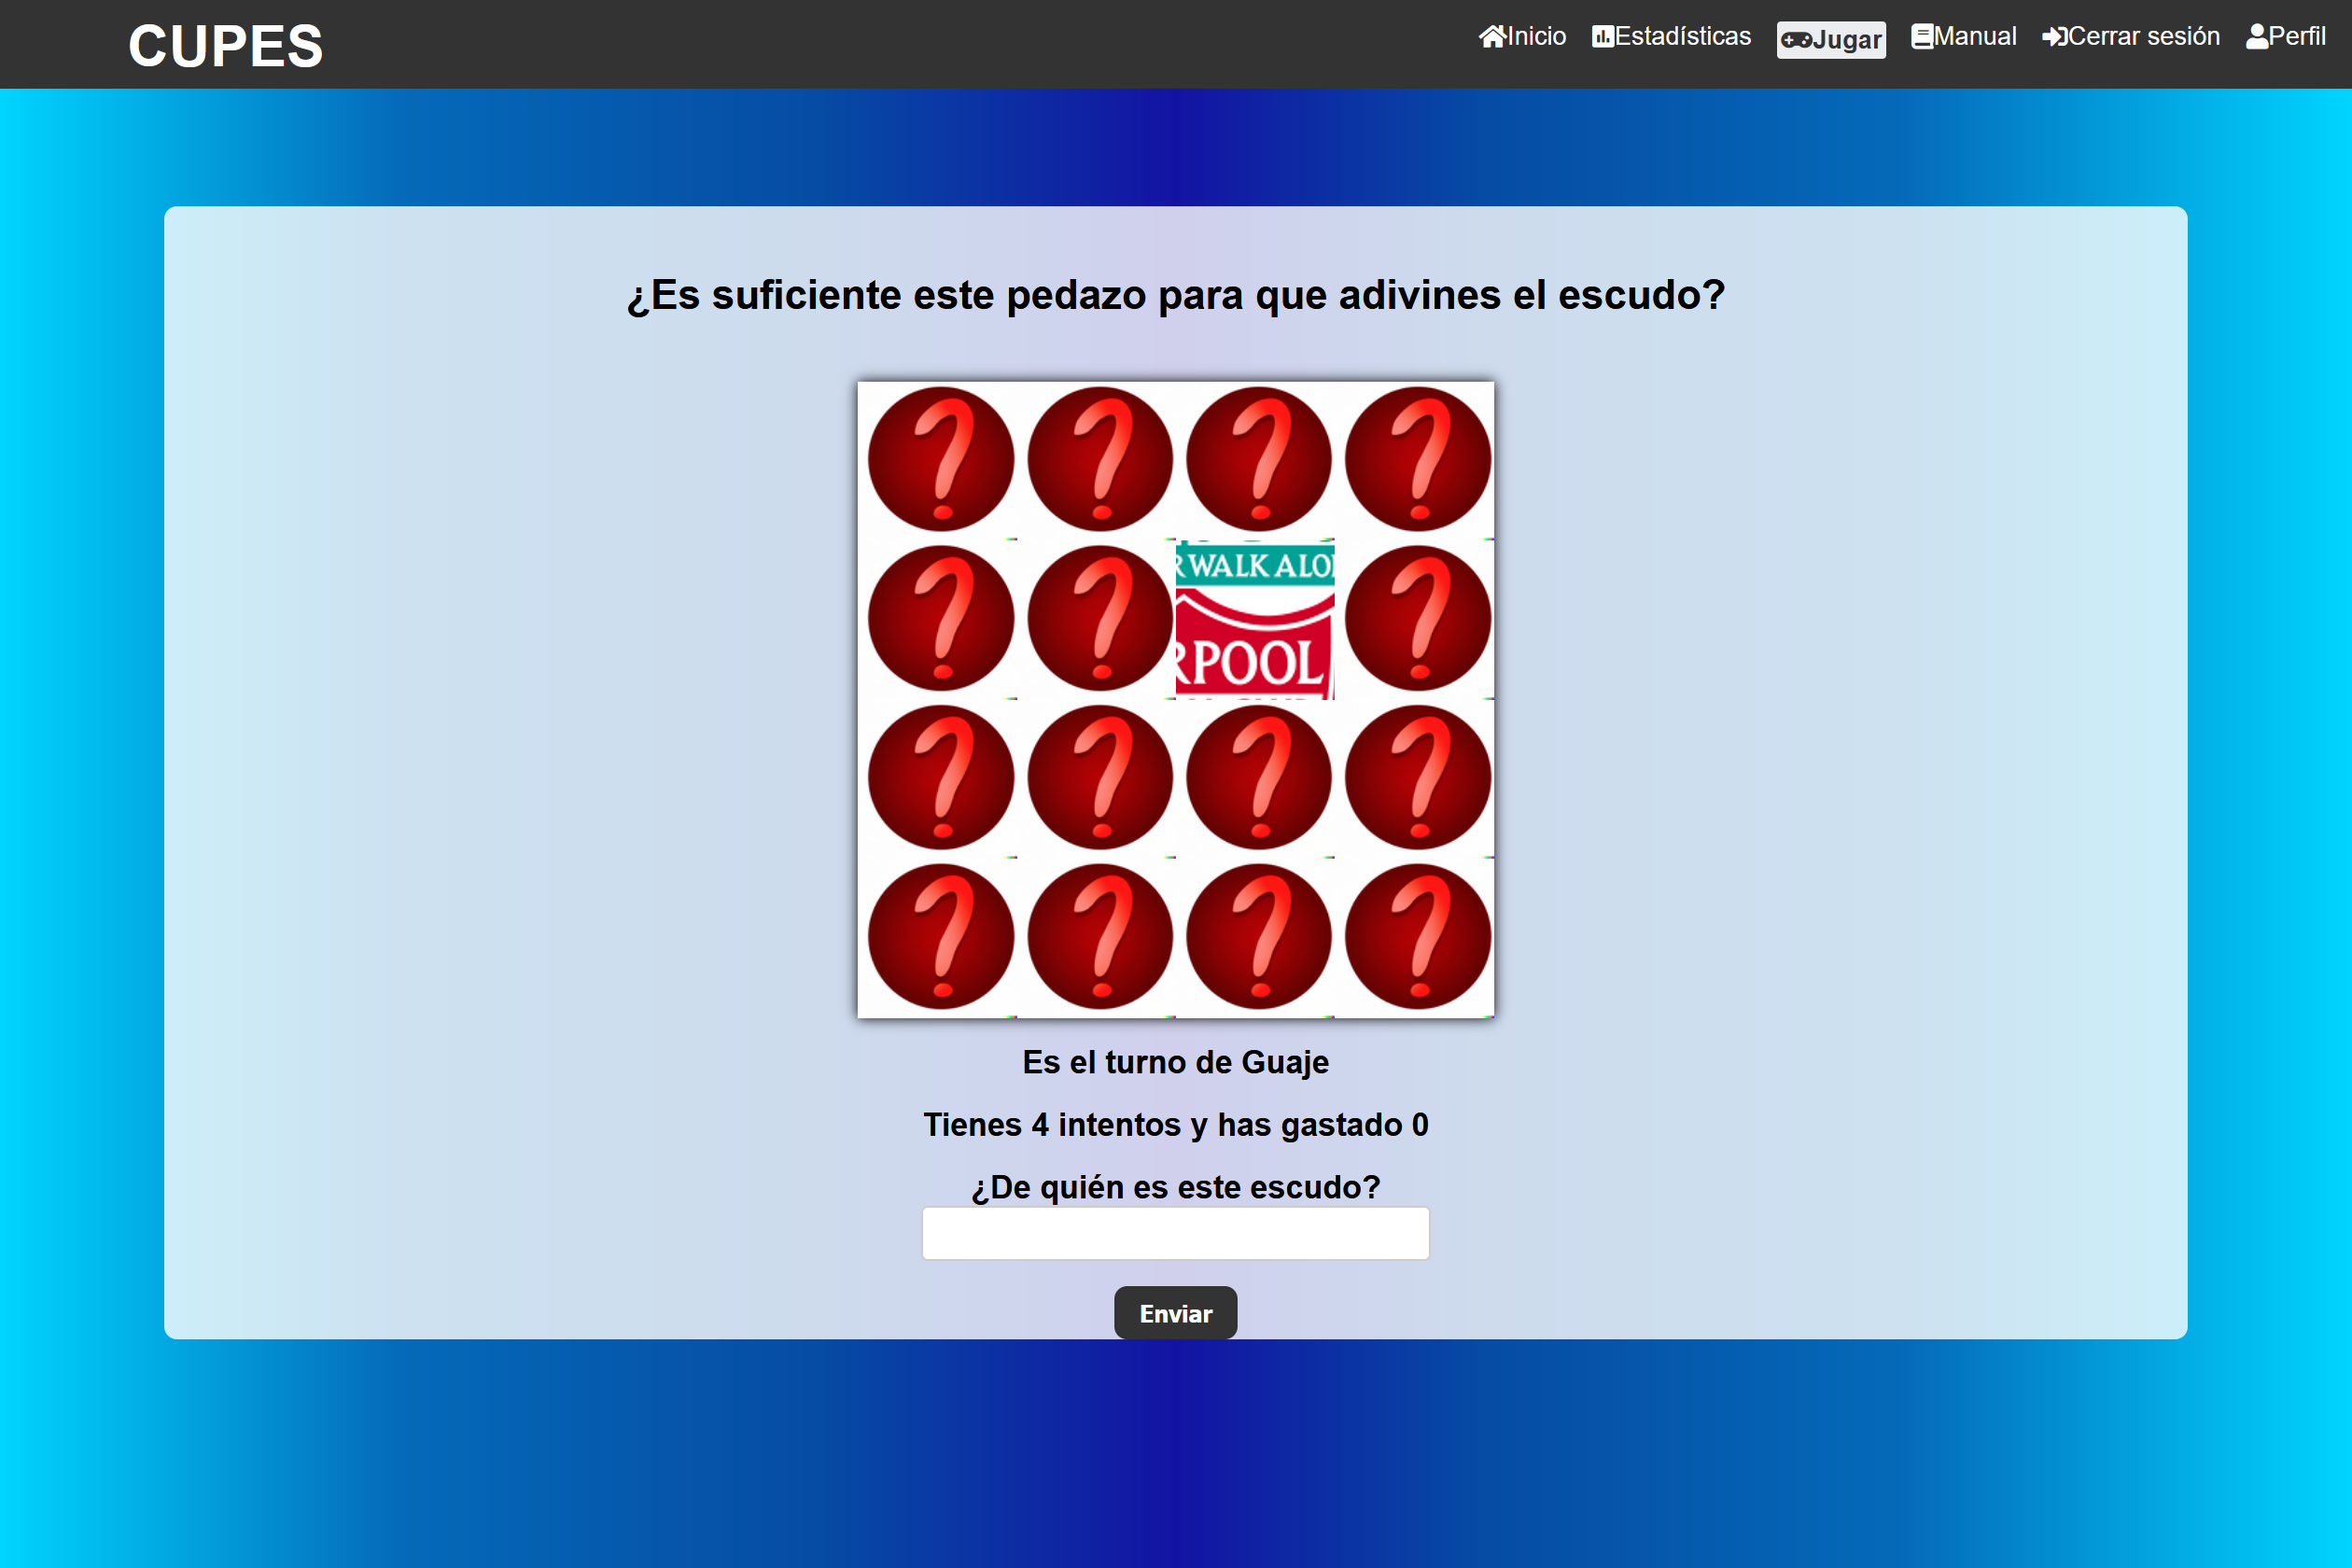 CUPES
Inicio
Estadísticas
Jugar
Manual
Cerrar sesión
Perfil
¿Es suficiente este pedazo para que adivines el escudo?
R WALK ALO
RPOOL
Es el turno de Guaje
Tienes 4 intentos y has gastado 0
¿De quién es este escudo?
Enviar